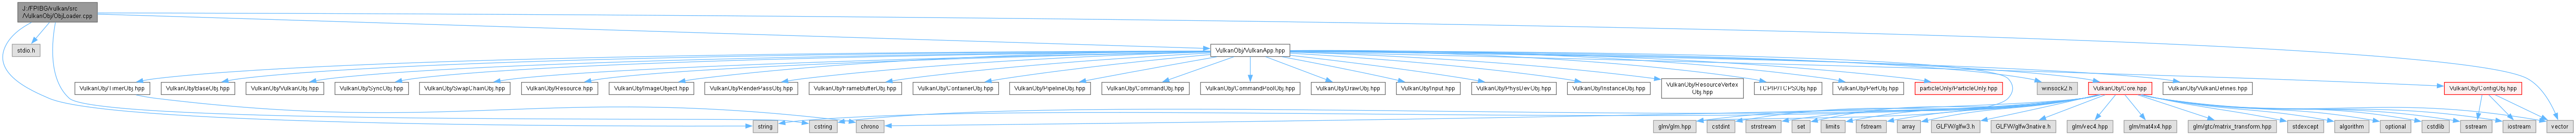 J:/FPIBG/vulkan/src
/VulkanObj/ObjLoader.cpp
stdio.h
VulkanObj/VulkanApp.hpp
VulkanObj/TimerObj.hpp
VulkanObj/BaseObj.hpp
VulkanObj/VulkanObj.hpp
VulkanObj/SyncObj.hpp
VulkanObj/SwapChainObj.hpp
VulkanObj/Resource.hpp
VulkanObj/ImageObject.hpp
VulkanObj/RenderPassObj.hpp
VulkanObj/FrameBufferObj.hpp
VulkanObj/ContainerObj.hpp
VulkanObj/PipelineObj.hpp
VulkanObj/CommandObj.hpp
VulkanObj/CommandPoolObj.hpp
VulkanObj/DrawObj.hpp
VulkanObj/Input.hpp
VulkanObj/PhysDevObj.hpp
VulkanObj/InstanceObj.hpp
VulkanObj/ResourceVertex
Obj.hpp
TCPIP/TCPSObj.hpp
VulkanObj/PerfObj.hpp
particleOnly/ParticleOnly.hpp
winsock2.h
VulkanObj/Core.hpp
VulkanObj/VulkanDefines.hpp
VulkanObj/ConfigObj.hpp
string
cstring
chrono
glm/glm.hpp
cstdint
strstream
set
limits
fstream
array
GLFW/glfw3.h
GLFW/glfw3native.h
glm/vec4.hpp
glm/mat4x4.hpp
glm/gtc/matrix_transform.hpp
stdexcept
algorithm
optional
cstdlib
sstream
iostream
vector